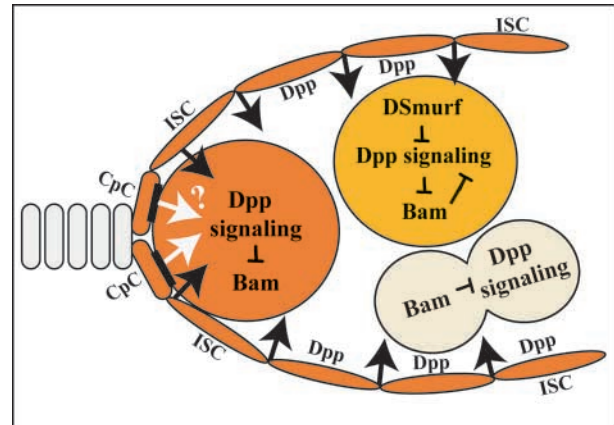 ISC
Dpp
Dpp
ISC
CpC
?
DSmurf
Dpp signaling
Bam
Dpp
signaling
Bam
Dpp
signaling
Bam
CpC
ISC
Dpp
Dpp
Dpp
ISC